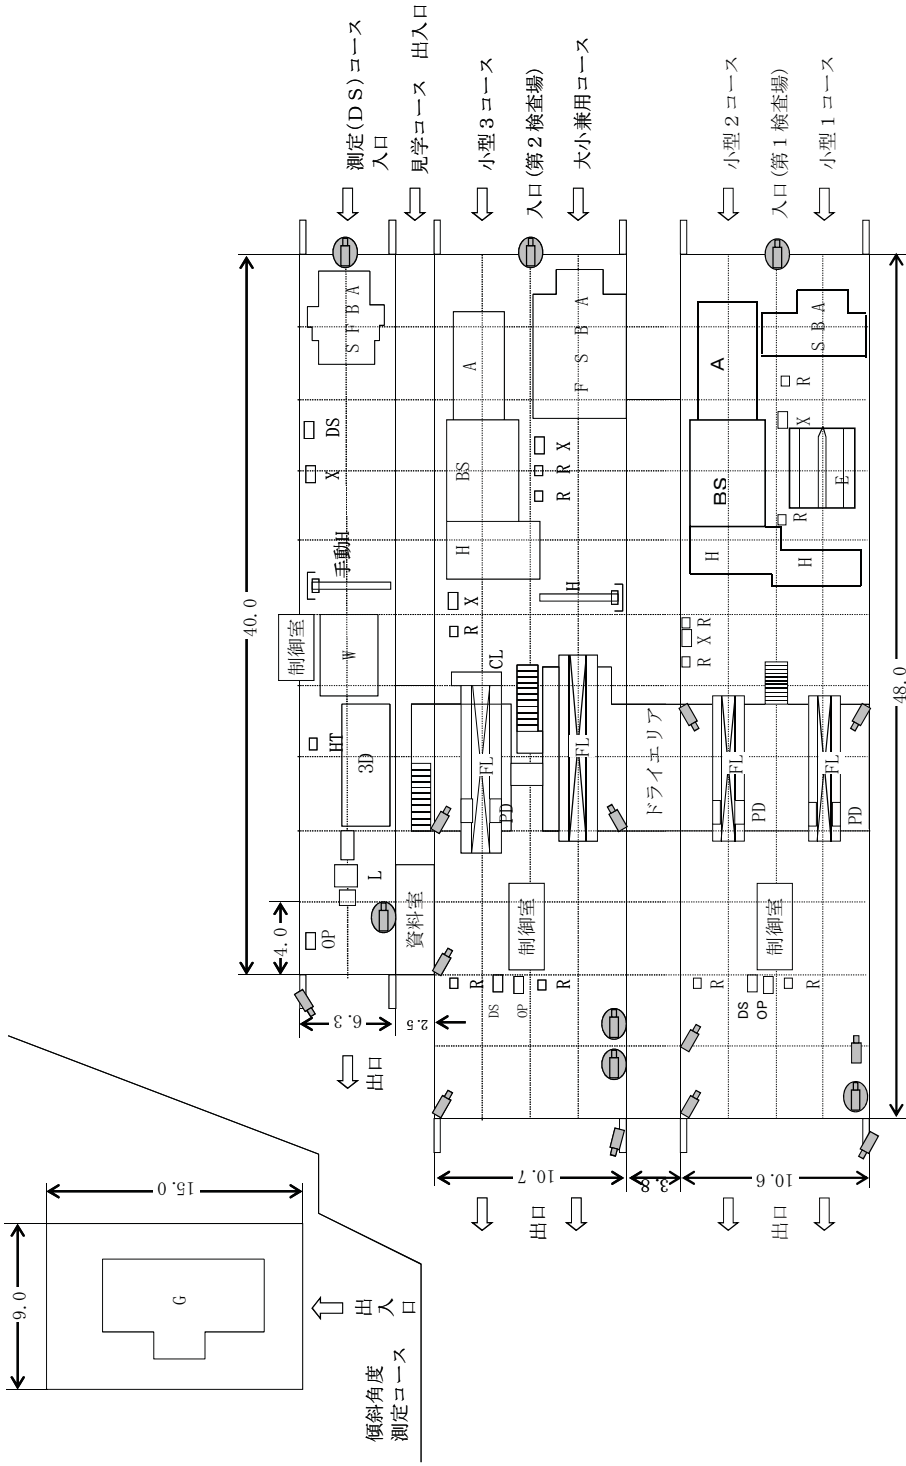 測定(DS)コース
入口
見学コース 出入口
小型3コース
入口(第2検査場)
大小兼用コース
小型2コース
入口(第1検査場)
小型1コース
40.0
48.0
4.0
6.3
2.5
10.7
3.8
10.6
15.0
9.0
S F B A
DS
X
手動H
制御室
W
HT
3D
L
OP
資料室
出口
A
BS
H
X
R
CL
FL
PD
R
DS
OP
R
制御室
F S B A
X
R
R
H
FL
ドライエリア
出口
A
BS
H
H
R
X
R
FL
PD
R
DS
OP
R
制御室
S B A
R
X
E
R
FL
PD
出口
G
出
入
口
傾斜角度
測定コース